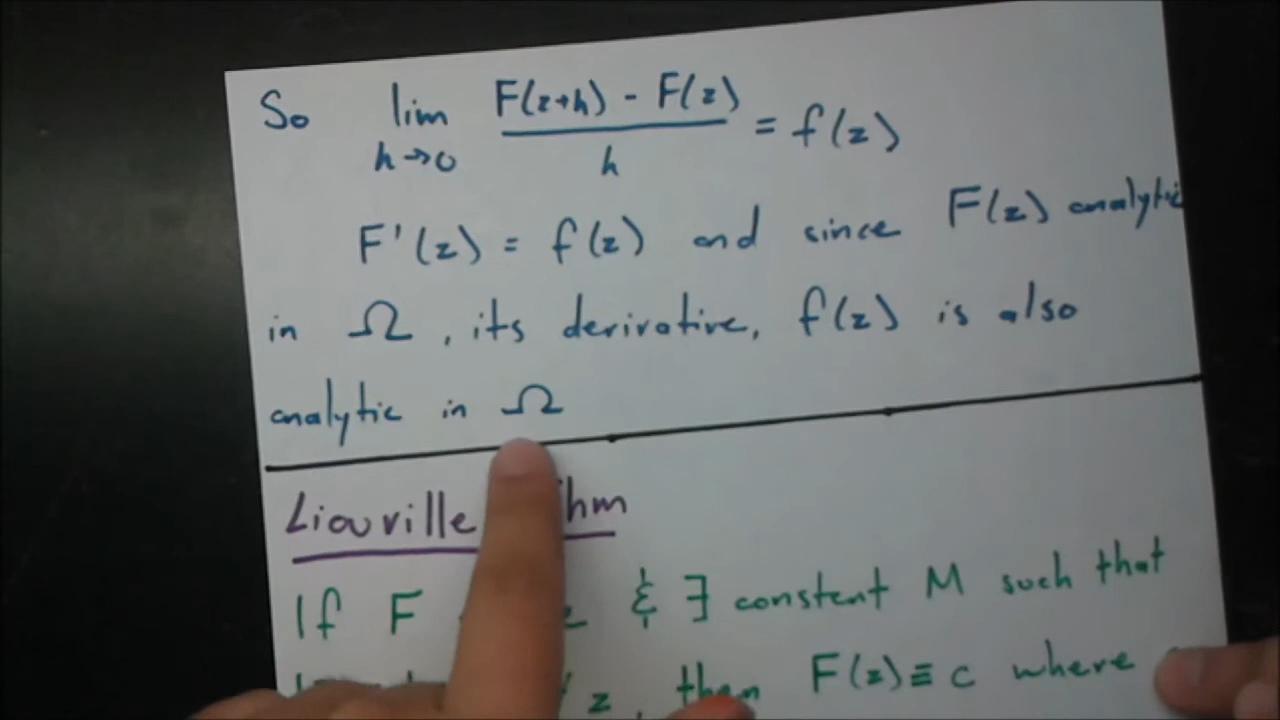 So lim F(z+h) - F(z) = f(z)
h→0 h
F'(z) = f(z) and since F(z) analytic
in Ω, its derivative, f(z) is also
analytic in Ω
Liouville Thm
If F & ∃ constant M such that
z, then F(z) ≡ c where